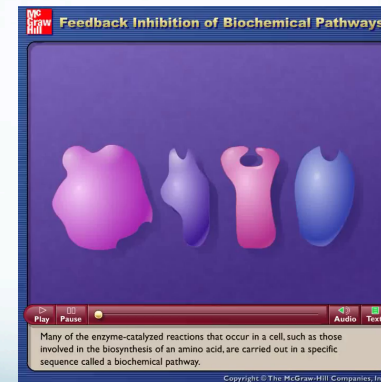 Mc
Graw
Hill
Feedback Inhibition of Biochemical Pathways
Play
Pause
Audio
Text
Many of the enzyme-catalyzed reactions that occur in a cell, such as those
involved in the biosynthesis of an amino acid, are carried out in a specific
sequence called a biochemical pathway.
Copyright © The McGraw-Hill Companies, In